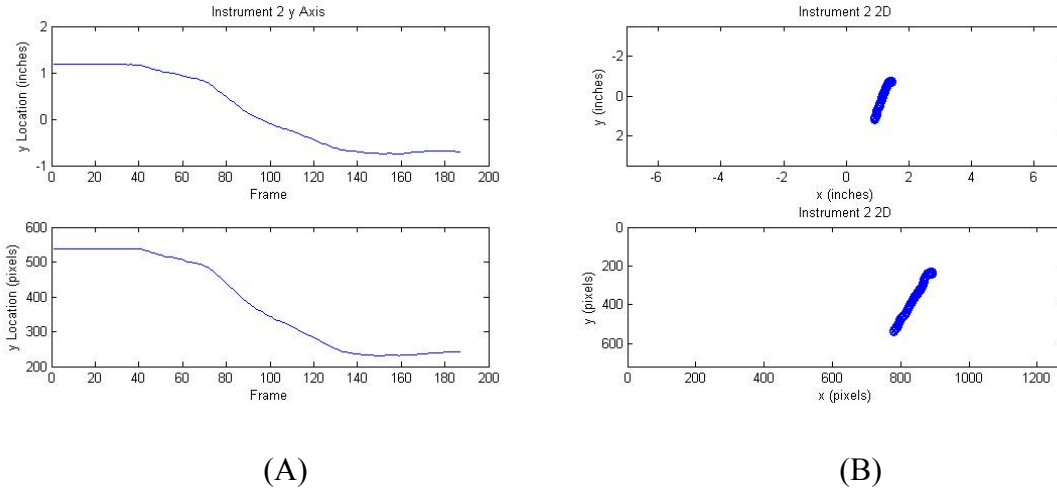 Instrument 2 y Axis
2
1
0
-1
y Location (inches)
0 20 40 60 80 100 120 140 160 180 200
Frame
600
500
400
300
200
y Location (pixels)
0 20 40 60 80 100 120 140 160 180 200
Frame
(A)
Instrument 2 2D
-2
0
2
y (inches)
-6 -4 -2 0 2 4 6
x (inches)
Instrument 2 2D
0
200
400
600
y (pixels)
0 200 400 600 800 1000 1200
x (pixels)
(B)